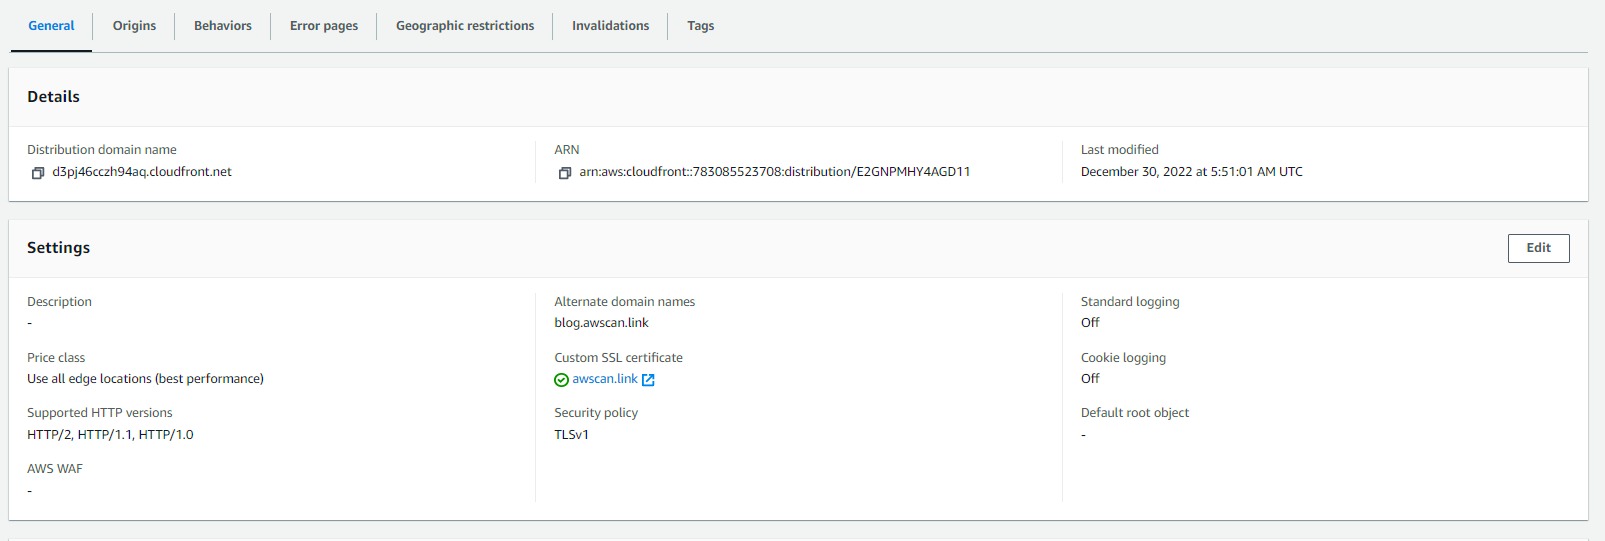 General
Origins
Behaviors
Error pages
Geographic restrictions
Invalidations
Tags
Details
Distribution domain name
d3pj46cczh94aq.cloudfront.net
ARN
arn:aws:cloudfront::783085523708:distribution/E2GNPMHY4AGD11
Last modified
December 30, 2022 at 5:51:01 AM UTC
Settings
Edit
Description
-
Price class
Use all edge locations (best performance)
Supported HTTP versions
HTTP/2, HTTP/1.1, HTTP/1.0
AWS WAF
-
Alternate domain names
blog.awscan.link
Custom SSL certificate
awscan.link
Security policy
TLSv1
Standard logging
Off
Cookie logging
Off
Default root object
-